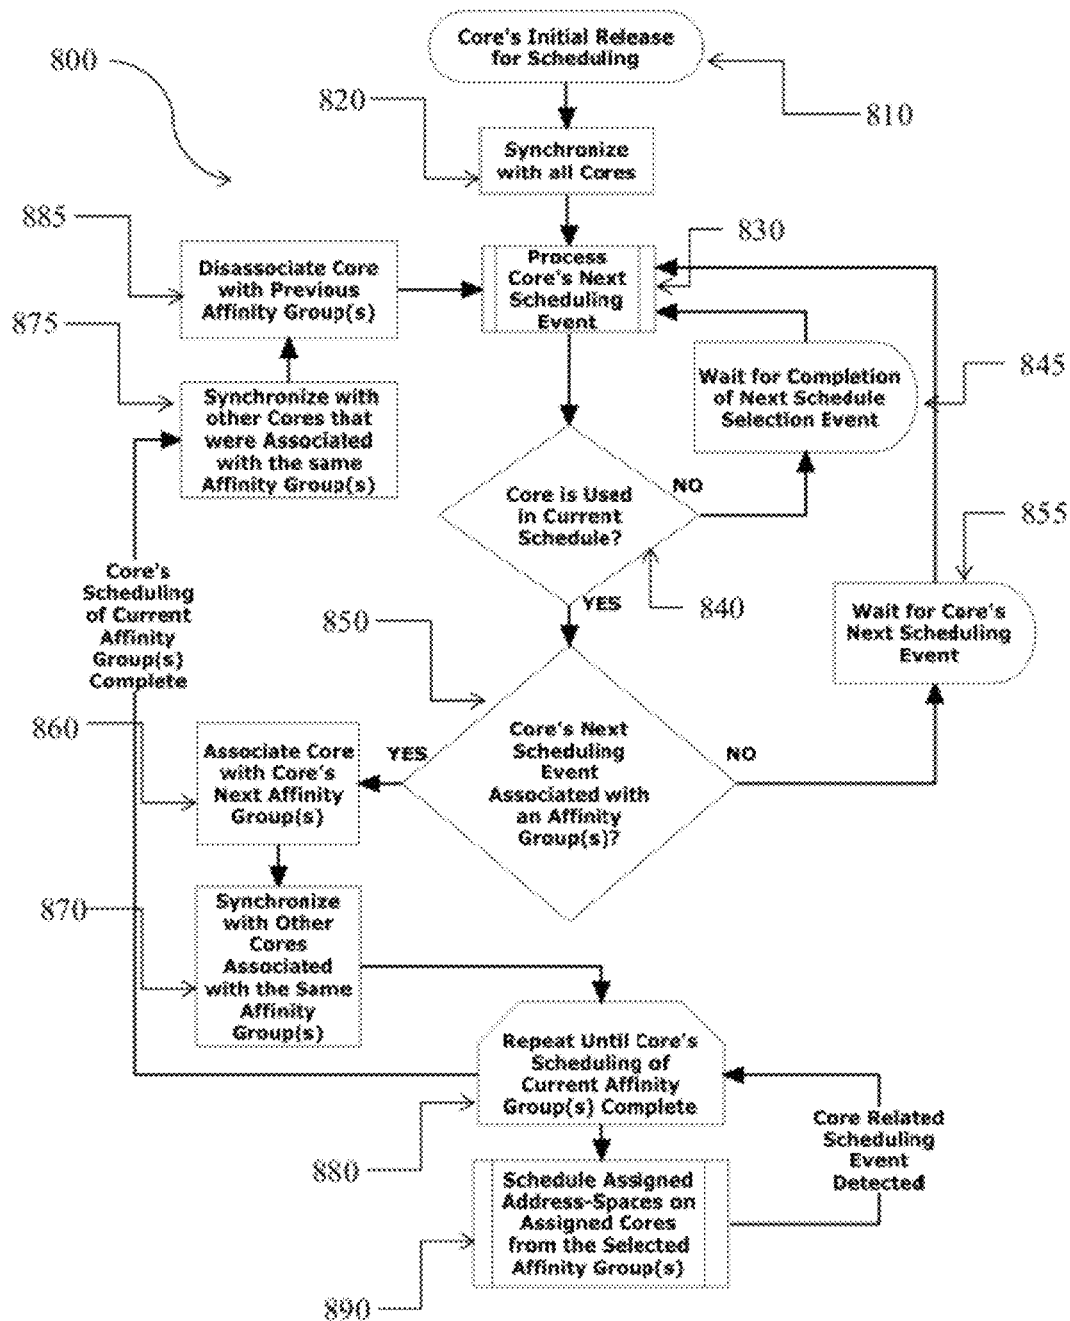 Core's Initial Release
for Scheduling
800
820
810
Synchronize
with all Cores
885
830
Disassociate Core
with Previous
Affinity Group(s)
Process
Core's Next
Scheduling
Event
875
Wait for Completion
of Next Schedule
Selection Event
845
Synchronize with
other Cores that
were Associated
with the same
Affinity Group(s)
NO
Core is Used
in Current
Schedule?
855
Core's
Scheduling
of Current
Affinity
Group(s)
Complete
YES
840
850
Wait for Core's
Next Scheduling
Event
860
Associate Core
with Core's
Next Affinity
Group(s)
YES
Core's Next
Scheduling
Event
Associated with
an Affinity
Group(s)?
NO
870
Synchronize
with Other
Cores
Associated
with the Same
Affinity
Group(s)
Repeat Until Core's
Scheduling of
Current Affinity
Group(s) Complete
880
Core Related
Scheduling
Event
Detected
Schedule Assigned
Address-Spaces on
Assigned Cores
from the Selected
Affinity Group(s)
890